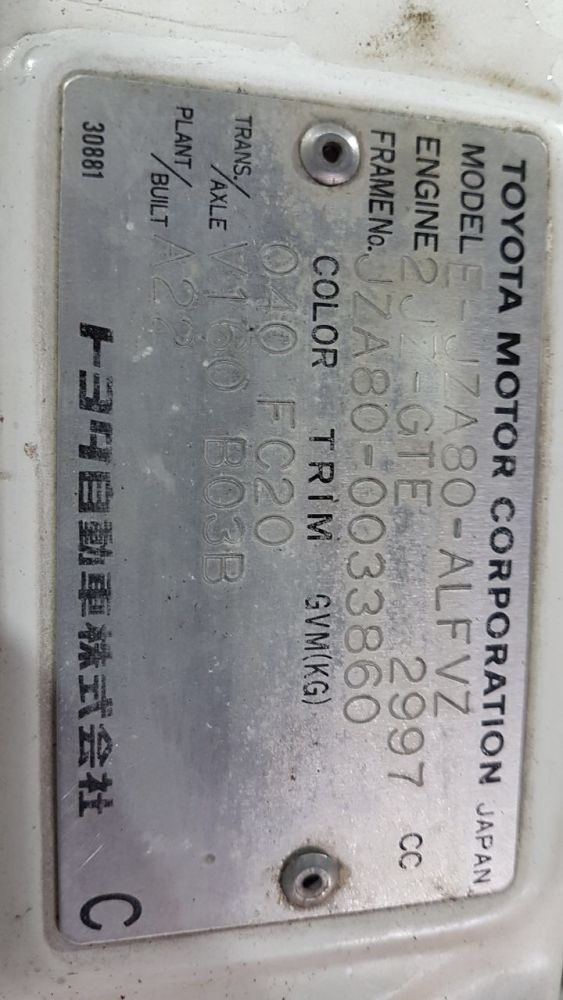 TOYOTA MOTOR CORPORATION JAPAN
MODEL E-JZA80-ALFVZ
ENGINE 2JZ-GTE 2997 CC
FRAME No. JZA80-0033860
COLOR TRIM GVM(KG)
040 FC20
TRANS./AXLE V160 B03B
PLANT/BUILT A22
30881 トヨタ自動車株式会社 C